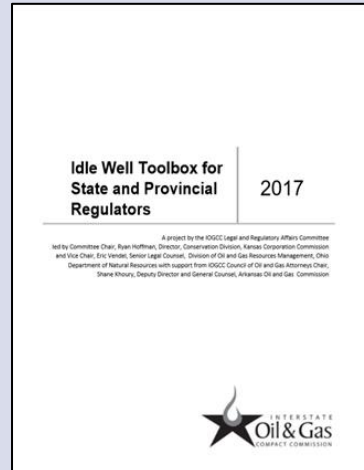 Idle Well Toolbox for
State and Provincial
Regulators
2017
A project by the IOGCC Legal and Regulatory Affairs Committee
led by Committee Chair, Ryan Hoffman, Director, Conservation Division, Kansas Corporation Commission
and Vice Chair, Eric Vendel, Senior Legal Counsel, Division of Oil and Gas Resources Management, Ohio
Department of Natural Resources with support from IOGCC Council of Oil and Gas Attorneys Chair,
Shane Khoury, Deputy Director and General Counsel, Arkansas Oil and Gas Commission
INTERSTATE
Oil & Gas
COMPACT COMMISSION